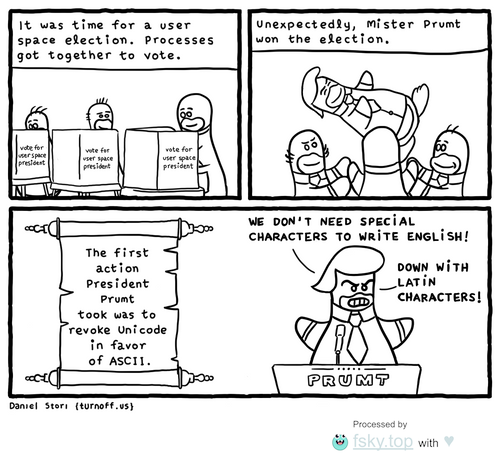 It was time for a user
space election. Processes
got together to vote.
vote for
user space
president
vote for
user space
president
vote for
user space
president
Unexpectedly, Mister Prumt
won the election.
The first
action
President
Prumt
took was to
revoke Unicode
in favor
of ASCII.
WE DON'T NEED SPECIAL
CHARACTERS TO WRITE ENGLISH!
DOWN WITH
LATIN
CHARACTERS!
PRUMT
Daniel Stori {turnoff.us}
Processed by
fsky.top with ♥